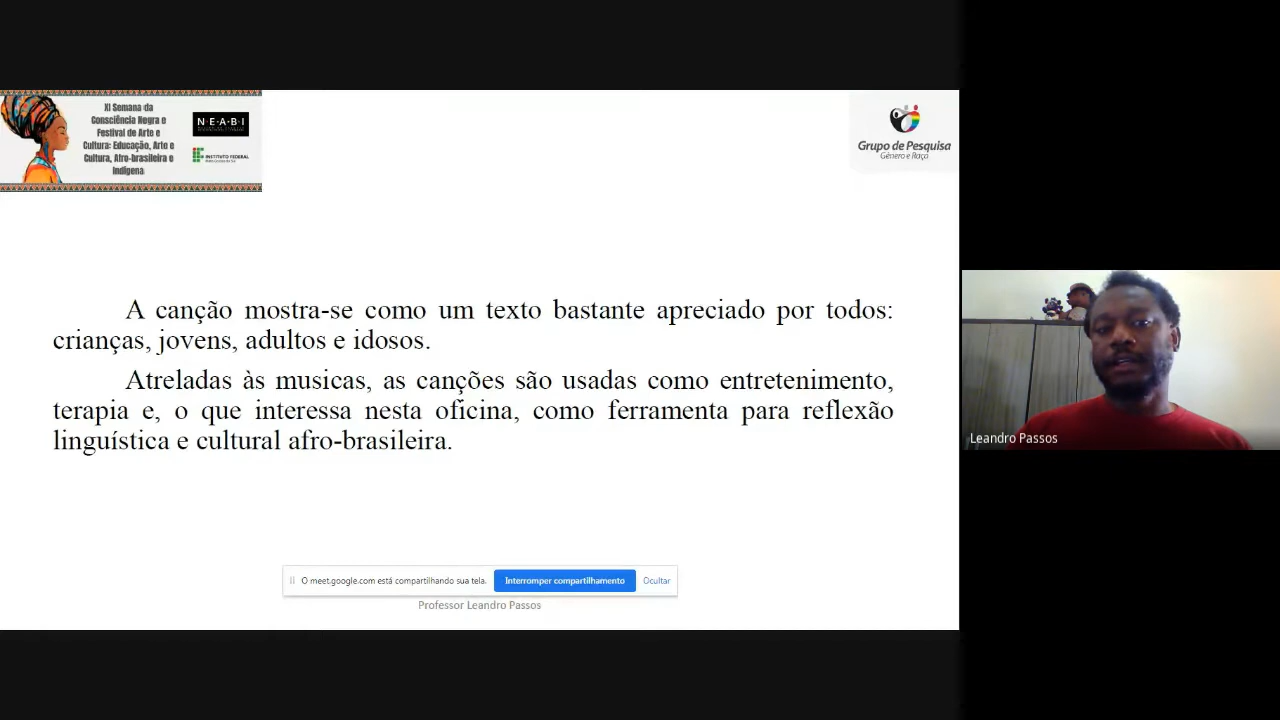 XI Semana da
Consciência Negra e
Festival de Arte e
Cultura: Educação, Arte e
Cultura, Afro-brasileira e
Indígena
N·E·A·B·I
INSTITUTO FEDERAL
Grupo de Pesquisa
Gênero e Raça
A canção mostra-se como um texto bastante apreciado por todos:
crianças, jovens, adultos e idosos.
Atreladas às musicas, as canções são usadas como entretenimento,
terapia e, o que interessa nesta oficina, como ferramenta para reflexão
linguística e cultural afro-brasileira.
Leandro Passos
O meet.google.com está compartilhando sua tela. Interromper compartilhamento Ocultar
Professor Leandro Passos